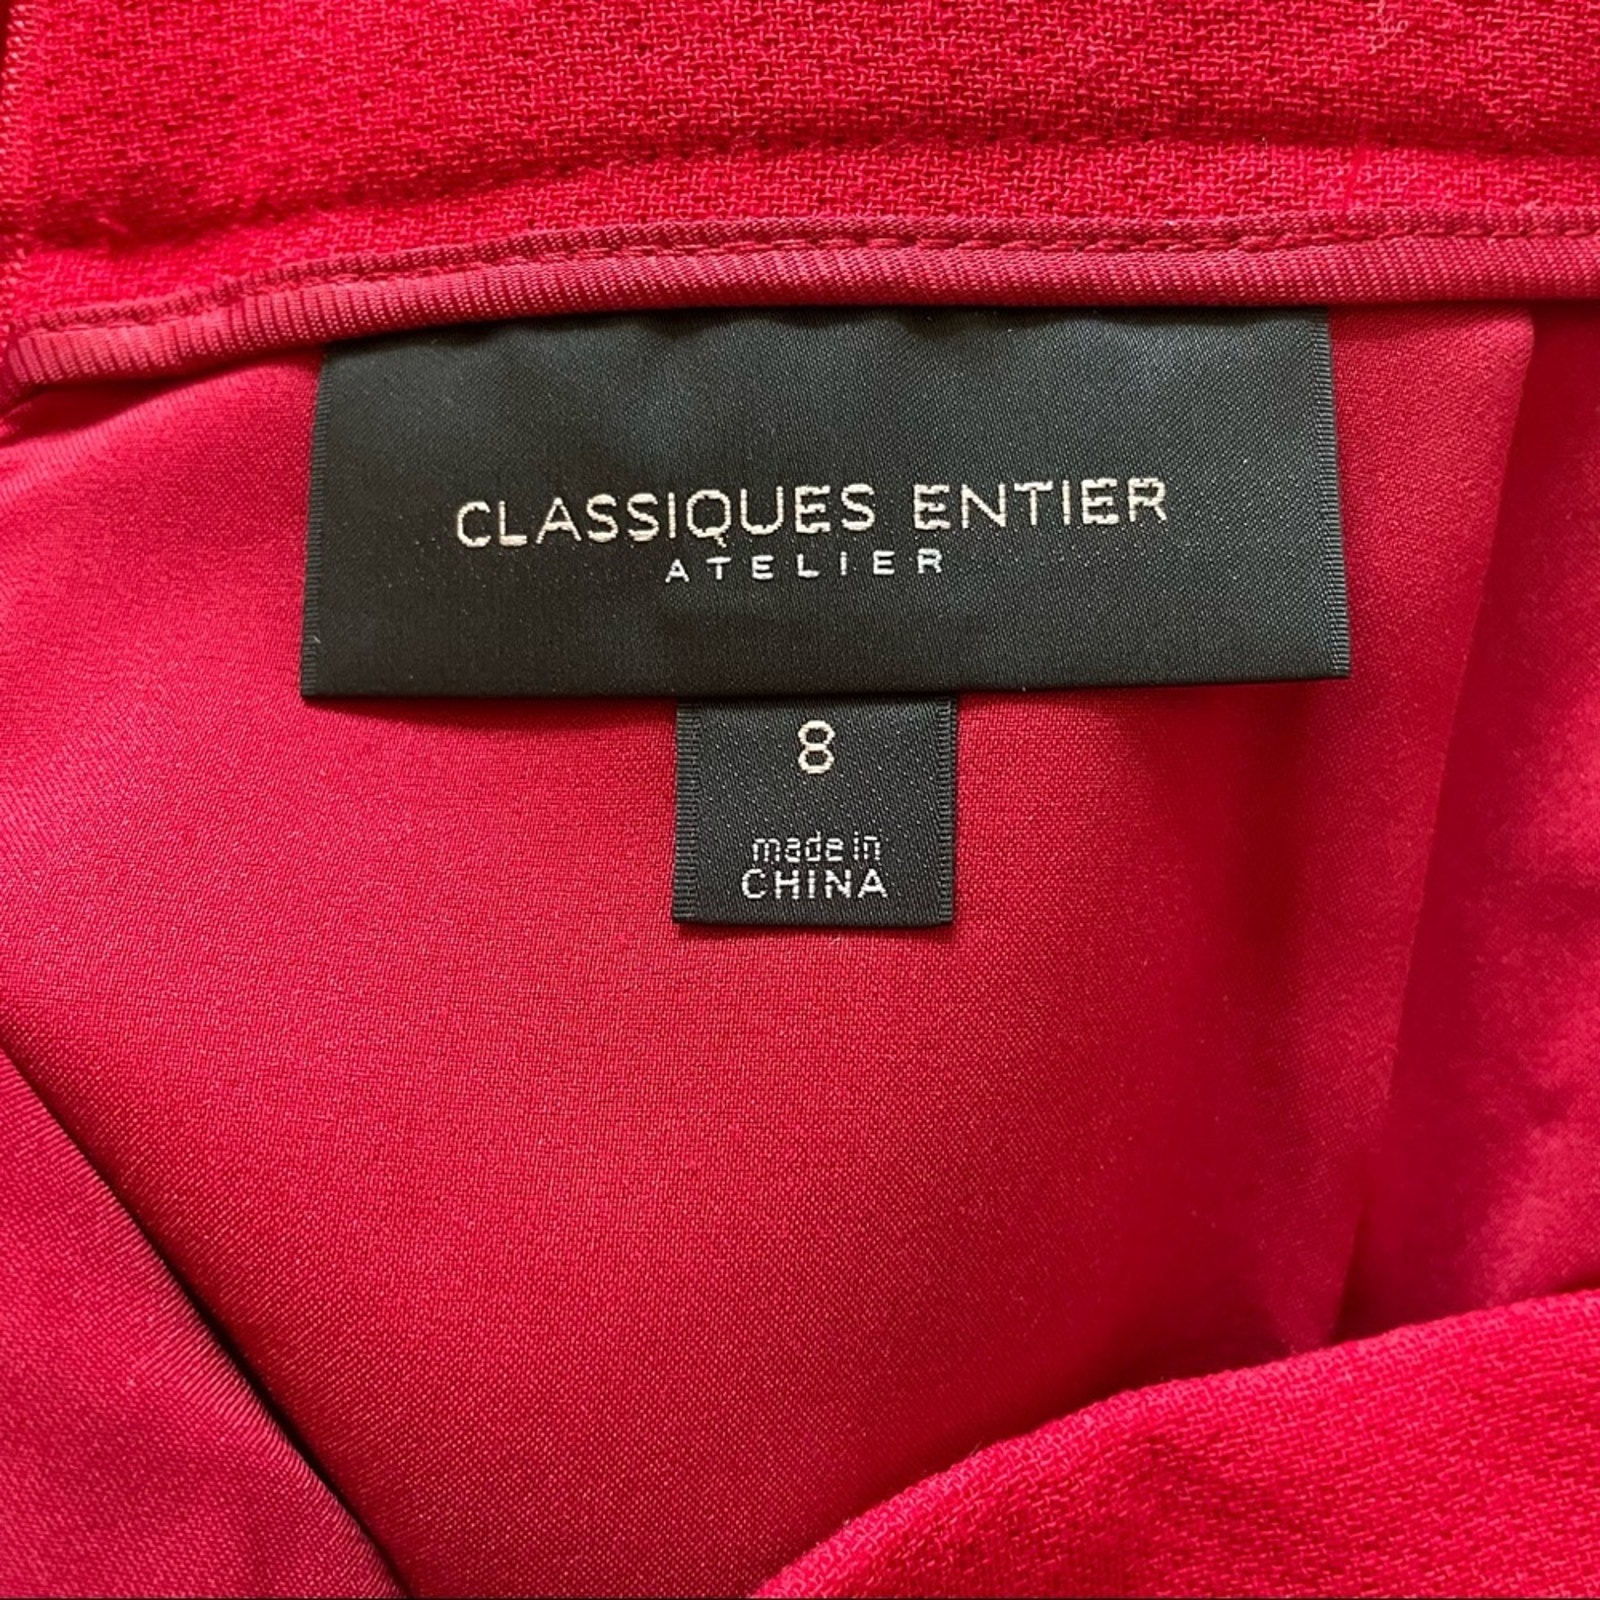 CLASSIQUES ENTIER
ATELIER
8
made in
CHINA